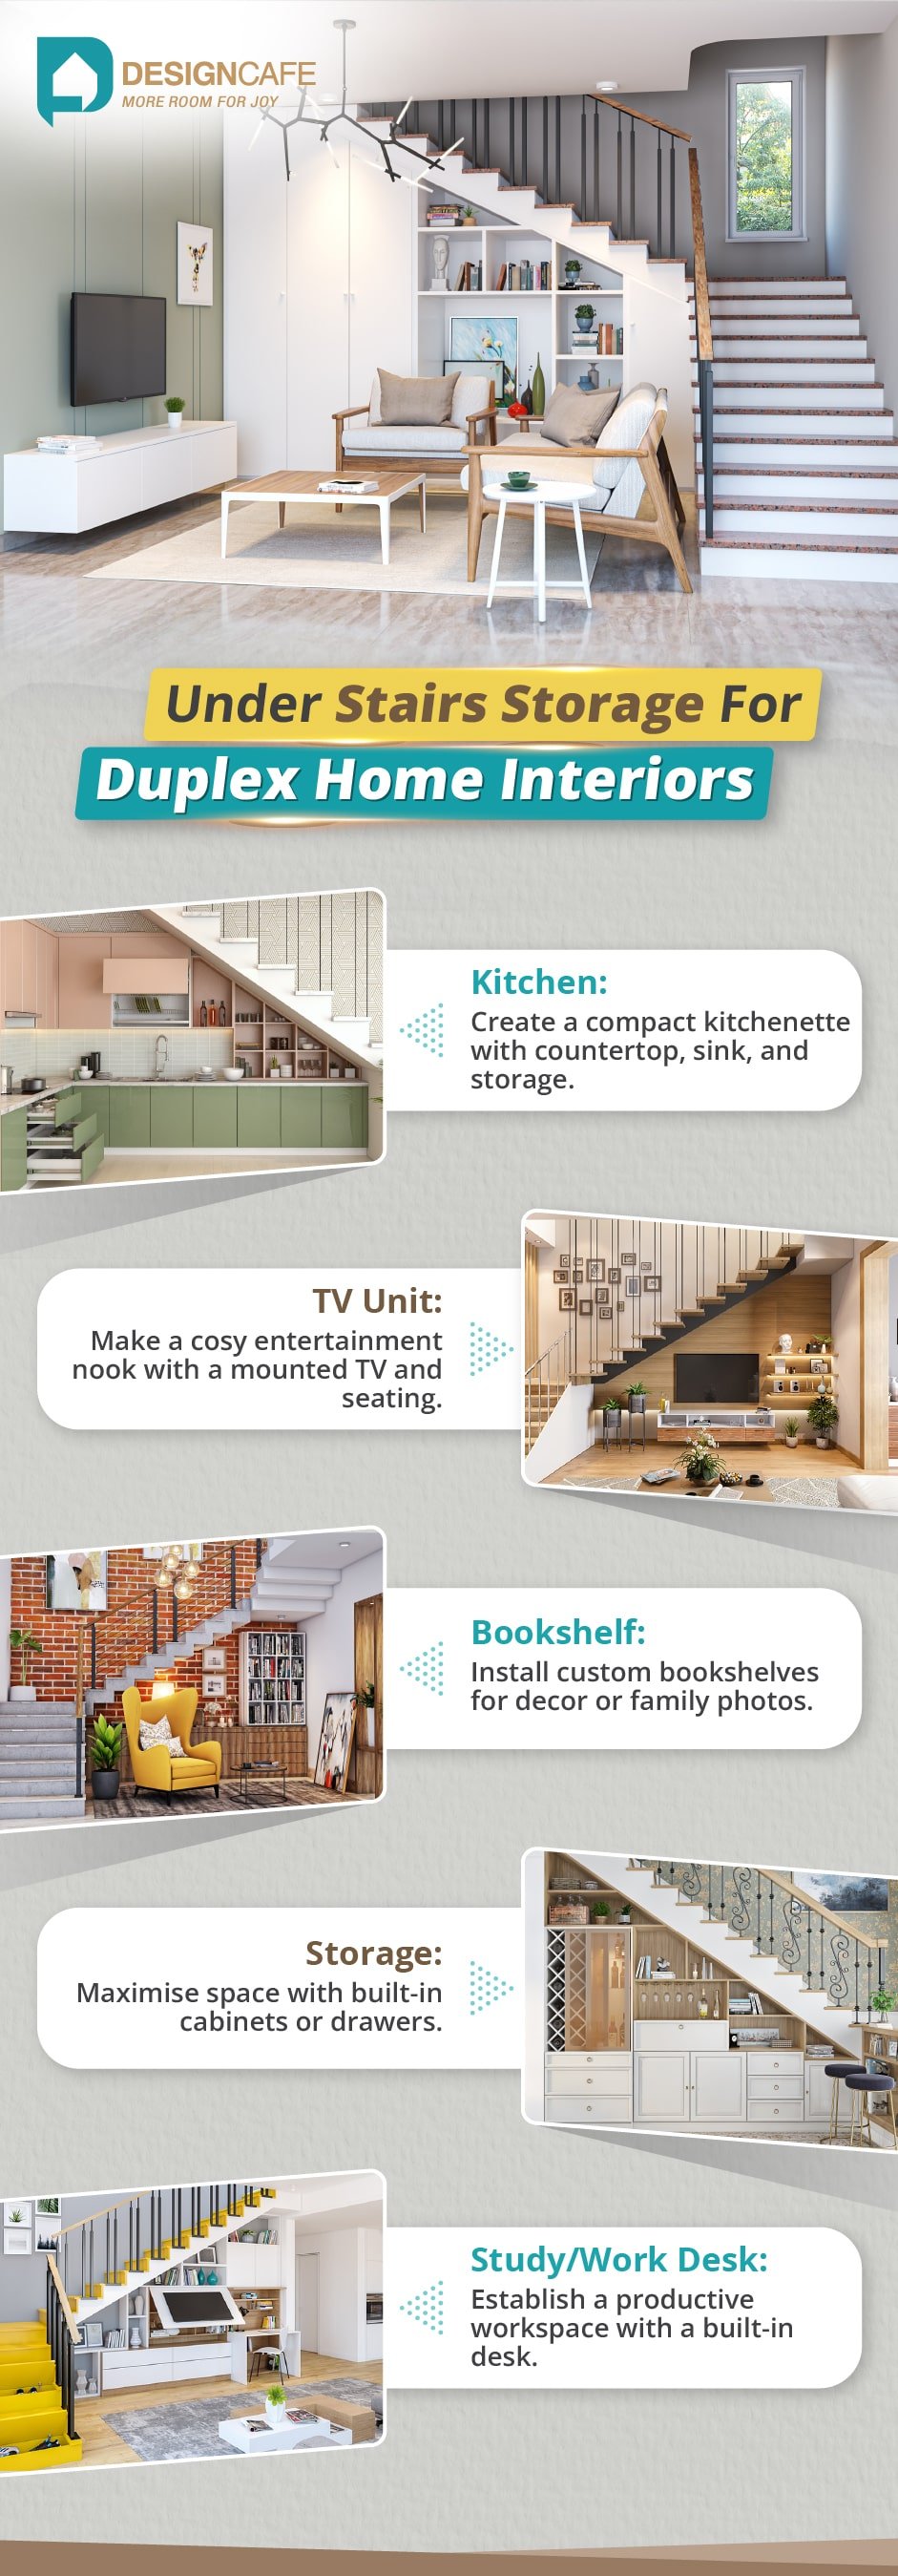 DESIGNCAFE
MORE ROOM FOR JOY
Under Stairs Storage For
Duplex Home Interiors
Kitchen:
Create a compact kitchenette
with countertop, sink, and
storage.
TV Unit:
Make a cosy entertainment
nook with a mounted TV and
seating.
Bookshelf:
Install custom bookshelves
for decor or family photos.
Storage:
Maximise space with built-in
cabinets or drawers.
Study/Work Desk:
Establish a productive
workspace with a built-in
desk.